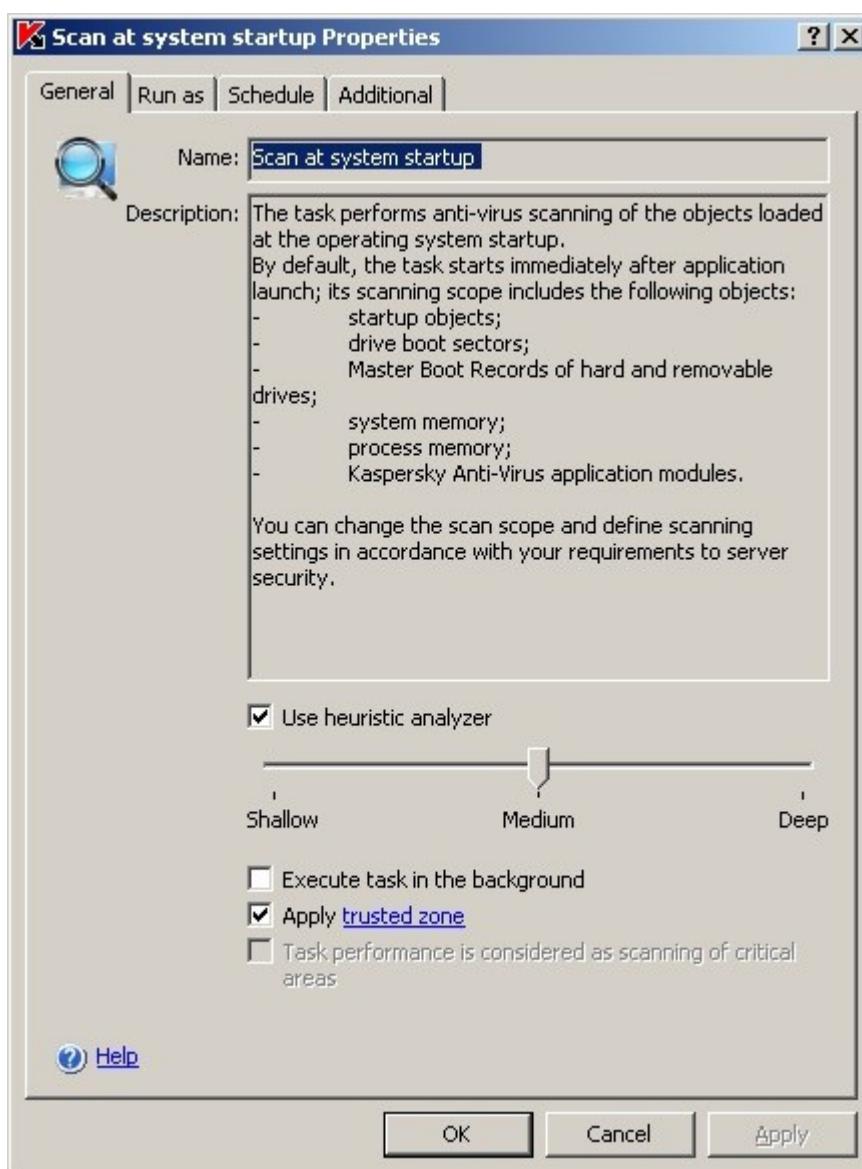 Scan at system startup Properties
General Run as Schedule Additional
Name: Scan at system startup
Description: The task performs anti-virus scanning of the objects loaded
at the operating system startup.
By default, the task starts immediately after application
launch; its scanning scope includes the following objects:
- startup objects;
- drive boot sectors;
- Master Boot Records of hard and removable
drives;
- system memory;
- process memory;
- Kaspersky Anti-Virus application modules.
You can change the scan scope and define scanning
settings in accordance with your requirements to server
security.
Use heuristic analyzer
Shallow Medium Deep
Execute task in the background
Apply trusted zone
Task performance is considered as scanning of critical
areas
Help
OK Cancel Apply